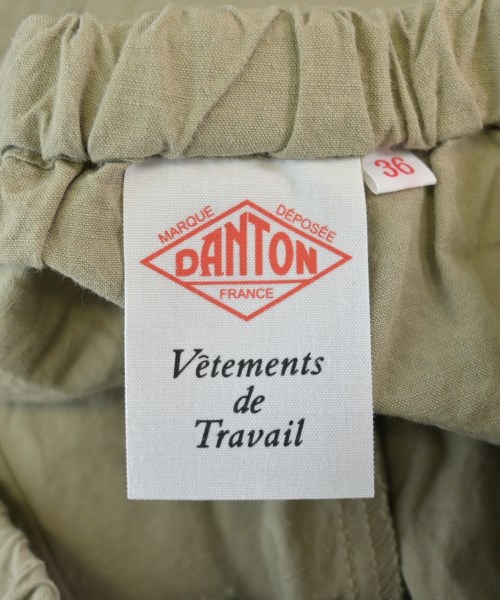 MARQUE DÉPOSÉE
DANTON
FRANCE
Vêtements
de
Travail
36